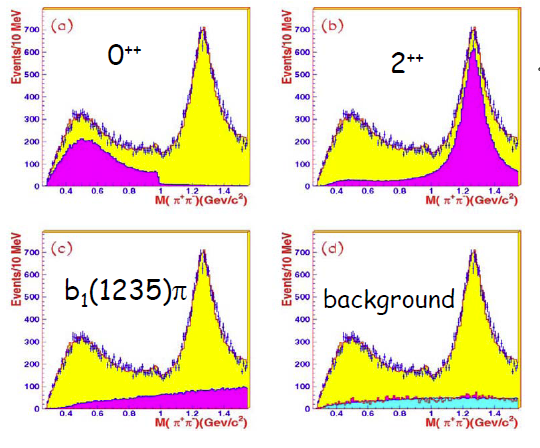 (a)
0++
Events/10 MeV
700
600
500
400
300
200
100
0
0.4 0.6 0.8 1 1.2 1.4
M( π+π-)(Gev/c2)
(b)
2++
Events/10 MeV
700
600
500
400
300
200
100
0
0.4 0.6 0.8 1 1.2 1.4
M( π+π-)(Gev/c2)
(c)
b1(1235)π
Events/10 MeV
700
600
500
400
300
200
100
0
0.4 0.6 0.8 1 1.2 1.4
M( π+π-)(Gev/c2)
(d)
background
Events/10 MeV
700
600
500
400
300
200
100
0
0.4 0.6 0.8 1 1.2 1.4
M( π+π-)(Gev/c2)